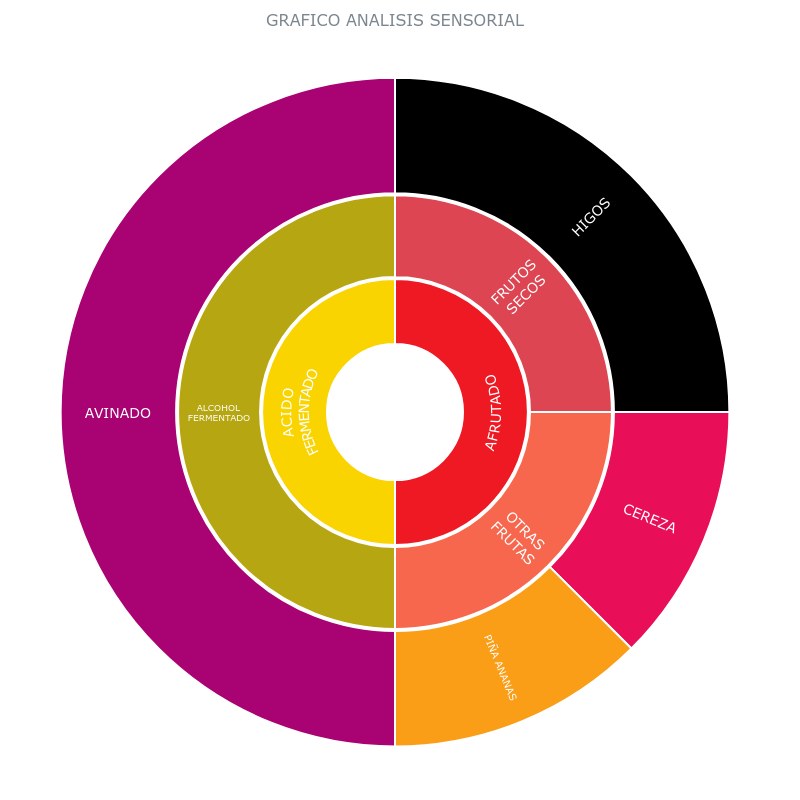 GRAFICO ANALISIS SENSORIAL
HIGOS
FRUTOS
SECOS
AFRUTADO
ACIDO
FERMENTADO
ALCOHOL
FERMENTADO
AVINADO
OTRAS
FRUTAS
CEREZA
PIÑA ANANAS